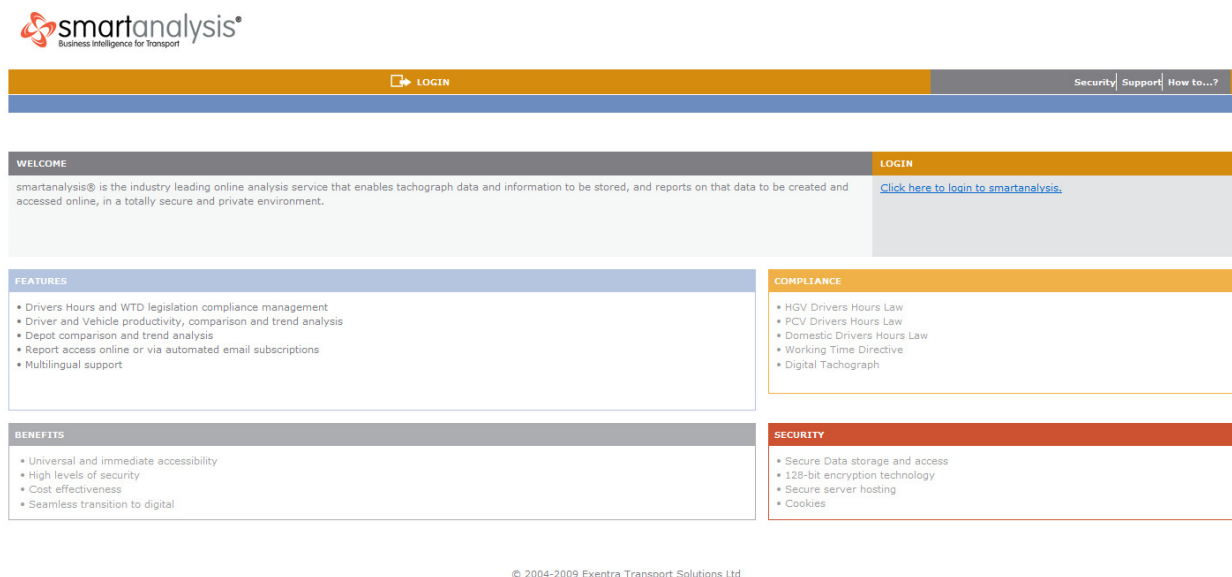 smartanalysis®
Business Intelligence for Transport
LOGIN
Security Support How to...?
WELCOME
smartanalysis® is the industry leading online analysis service that enables tachograph data and information to be stored, and reports on that data to be created and
accessed online, in a totally secure and private environment.
LOGIN
Click here to login to smartanalysis.
FEATURES
• Drivers Hours and WTD legislation compliance management
• Driver and Vehicle productivity, comparison and trend analysis
• Depot comparison and trend analysis
• Report access online or via automated email subscriptions
• Multilingual support
COMPLIANCE
• HGV Drivers Hours Law
• PCV Drivers Hours Law
• Domestic Drivers Hours Law
• Working Time Directive
• Digital Tachograph
BENEFITS
• Universal and immediate accessibility
• High levels of security
• Cost effectiveness
• Seamless transition to digital
SECURITY
• Secure Data storage and access
• 128-bit encryption technology
• Secure server hosting
• Cookies
© 2004-2009 Exentra Transport Solutions Ltd